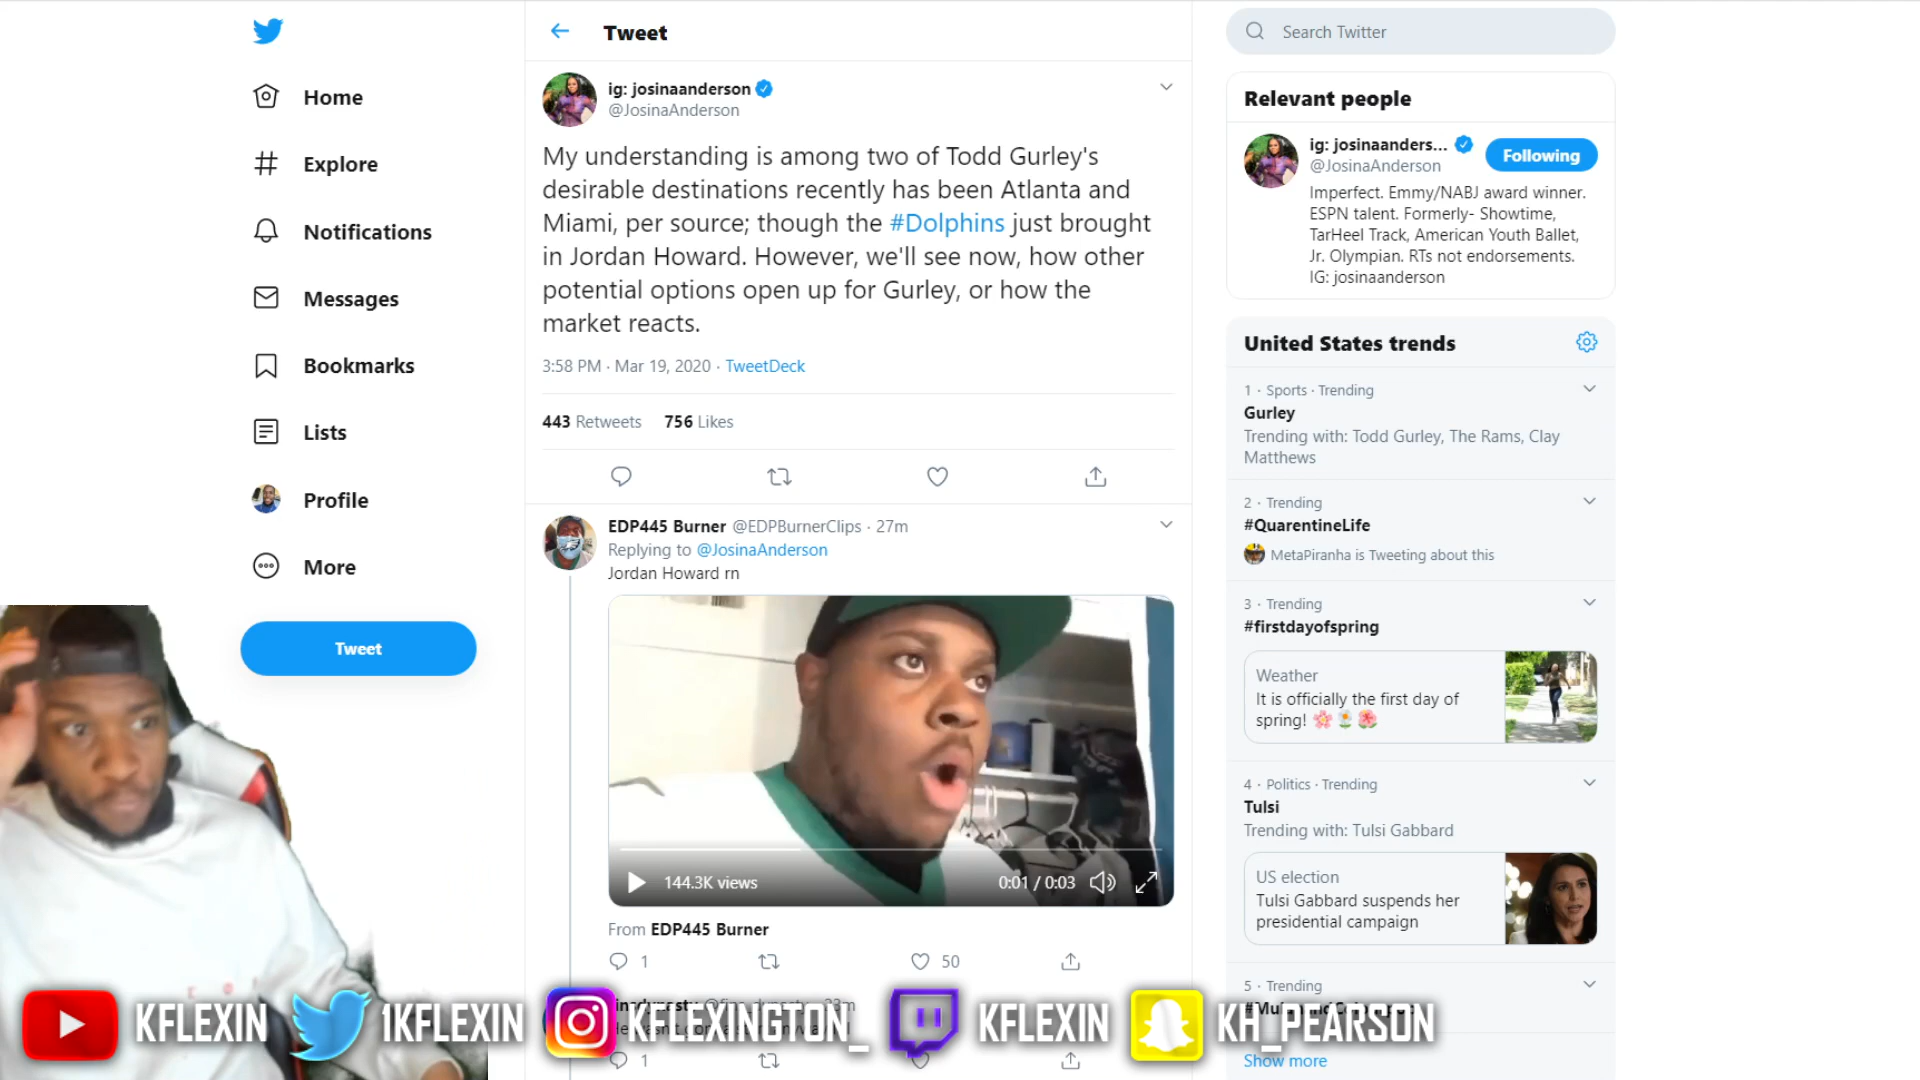 Tweet
Search Twitter
Home
Explore
Notifications
Messages
Bookmarks
Lists
Profile
More
Tweet
ig: josinaanderson
@JosinaAnderson
My understanding is among two of Todd Gurley's
desirable destinations recently has been Atlanta and
Miami, per source; though the #Dolphins just brought
in Jordan Howard. However, we'll see now, how other
potential options open up for Gurley, or how the
market reacts.
3:58 PM · Mar 19, 2020 · TweetDeck
443 Retweets 756 Likes
EDP445 Burner @EDPBurnerClips · 27m
Replying to @JosinaAnderson
Jordan Howard rn
144.3K views
0:01 / 0:03
From EDP445 Burner
1
50
1
Relevant people
ig: josinaanders...
@JosinaAnderson
Following
Imperfect. Emmy/NABJ award winner.
ESPN talent. Formerly- Showtime,
TarHeel Track, American Youth Ballet,
Jr. Olympian. RTs not endorsements.
IG: josinaanderson
United States trends
1 · Sports · Trending
Gurley
Trending with: Todd Gurley, The Rams, Clay
Matthews
2 · Trending
#QuarentineLife
MetaPiranha is Tweeting about this
3 · Trending
#firstdayofspring
Weather
It is officially the first day of
spring! 🌸🌼🌺
4 · Politics · Trending
Tulsi
Trending with: Tulsi Gabbard
US election
Tulsi Gabbard suspends her
presidential campaign
5 · Trending
Show more
KFLEXIN
1KFLEXIN
KFLEXINGTON_
KFLEXIN
KH_PEARSON